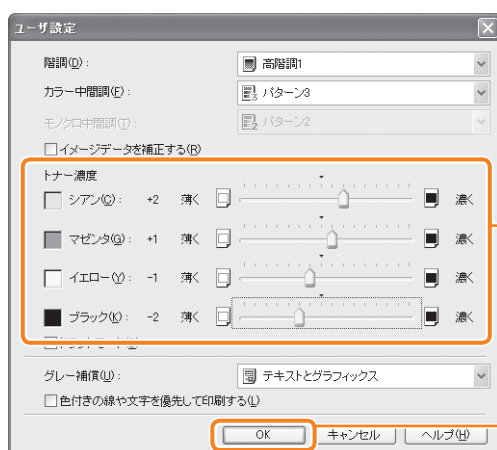 ユーザ設定
階調(D): 高階調1
カラー中間調(F): パターン3
モノクロ中間調(T): パターン2
イメージデータを補正する(R)
トナー濃度
シアン(C): +2 薄く 濃く
マゼンタ(G): +1 薄く 濃く
イエロー(Y): -1 薄く 濃く
ブラック(K): -2 薄く 濃く
グレー補償(U): テキストとグラフィックス
色付きの線や文字を優先して印刷する(L)
OK キャンセル ヘルプ(H)